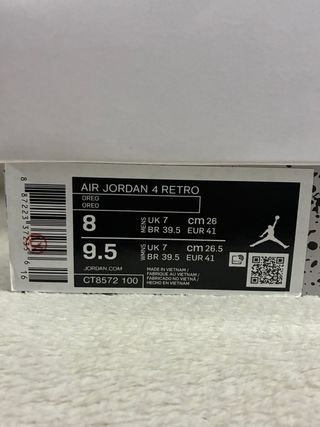 AIR JORDAN 4 RETRO
OREO
OREO
8 MENS UK 7 cm 26
BR 39.5 EUR 41
9.5 WMNS UK 7 cm 26.5
BR 39.5 EUR 41
JORDAN.COM
CT8572 100
MADE IN VIETNAM /
FABRIQUE AU VIETNAM /
FABRICADO NO VIETNÃ /
HECHO EN VIETNAM